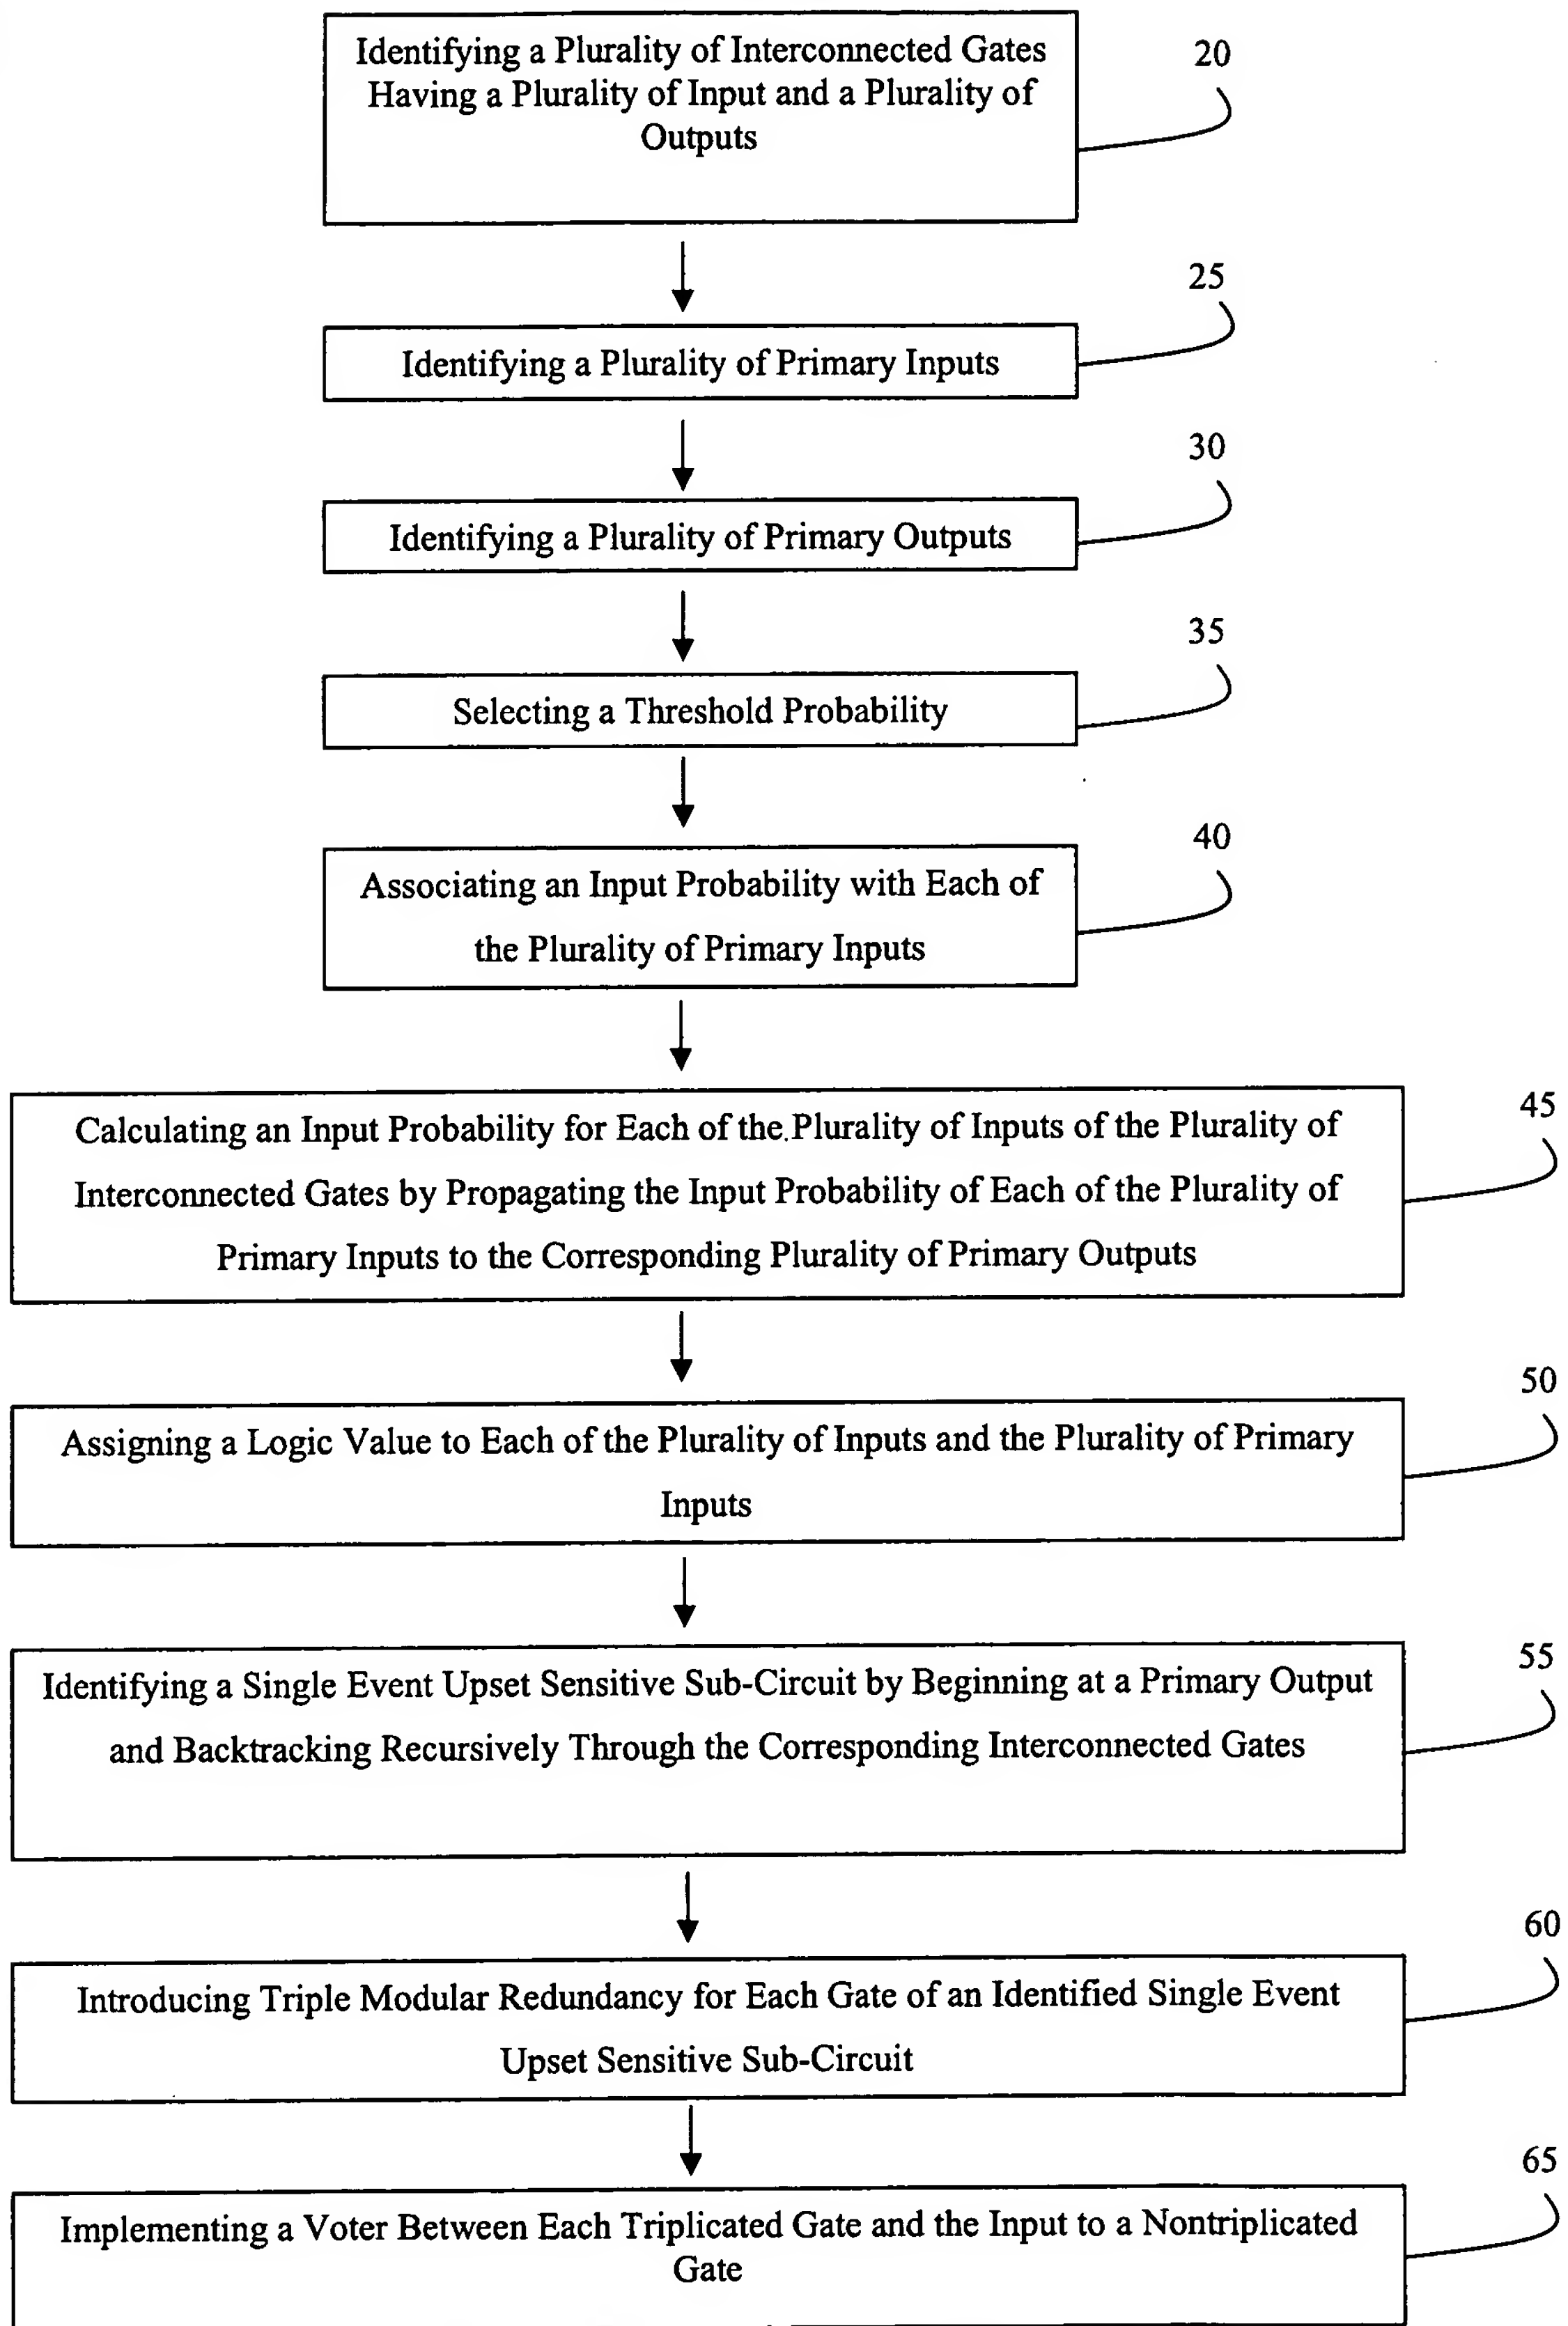 Identifying a Plurality of Interconnected Gates
Having a Plurality of Input and a Plurality of
Outputs
20
Identifying a Plurality of Primary Inputs
25
Identifying a Plurality of Primary Outputs
30
Selecting a Threshold Probability
35
Associating an Input Probability with Each of
the Plurality of Primary Inputs
40
Calculating an Input Probability for Each of the Plurality of Inputs of the Plurality of
Interconnected Gates by Propagating the Input Probability of Each of the Plurality of
Primary Inputs to the Corresponding Plurality of Primary Outputs
45
Assigning a Logic Value to Each of the Plurality of Inputs and the Plurality of Primary
Inputs
50
Identifying a Single Event Upset Sensitive Sub-Circuit by Beginning at a Primary Output
and Backtracking Recursively Through the Corresponding Interconnected Gates
55
Introducing Triple Modular Redundancy for Each Gate of an Identified Single Event
Upset Sensitive Sub-Circuit
60
Implementing a Voter Between Each Triplicated Gate and the Input to a Nontriplicated
Gate
65